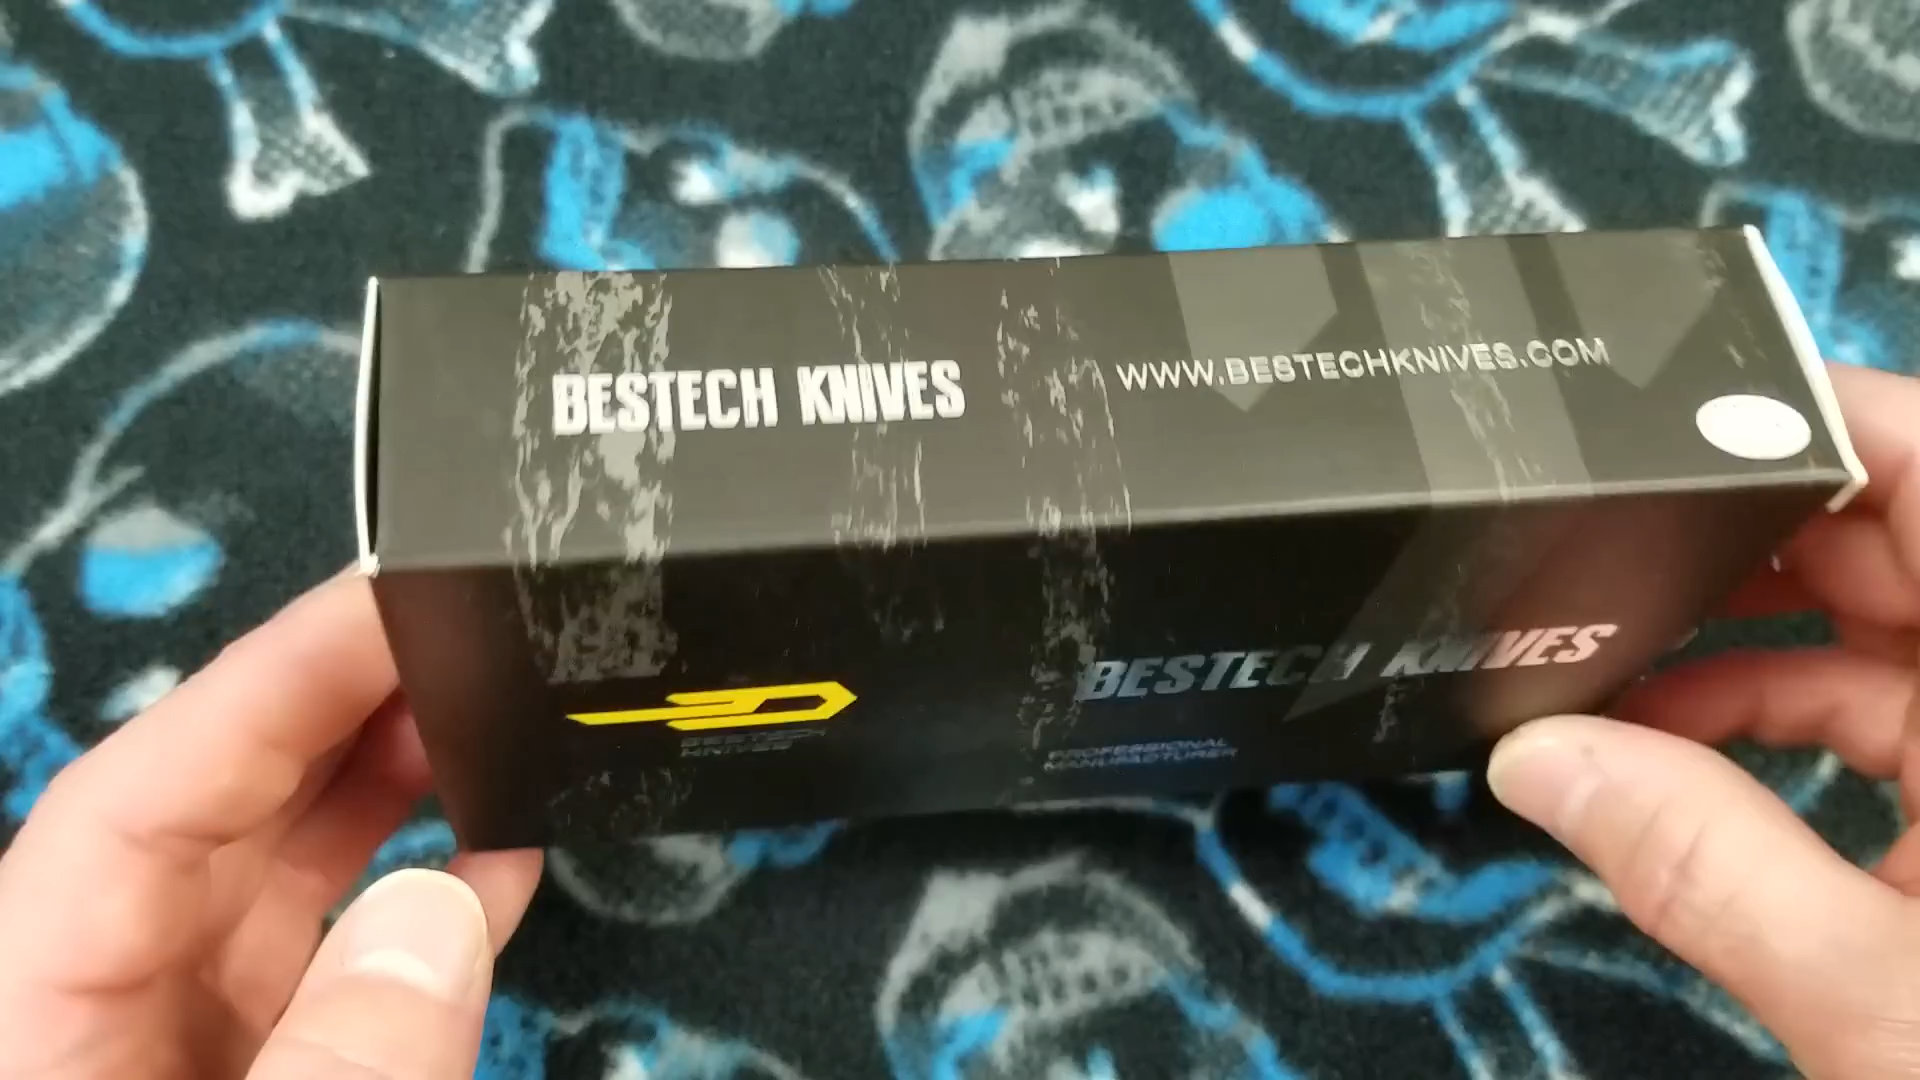 BESTECH KNIVES
WWW.BESTECHKNIVES.COM
BESTECH
KNIVES
BESTECH KNIVES
PROFESSIONAL
MANUFACTURER